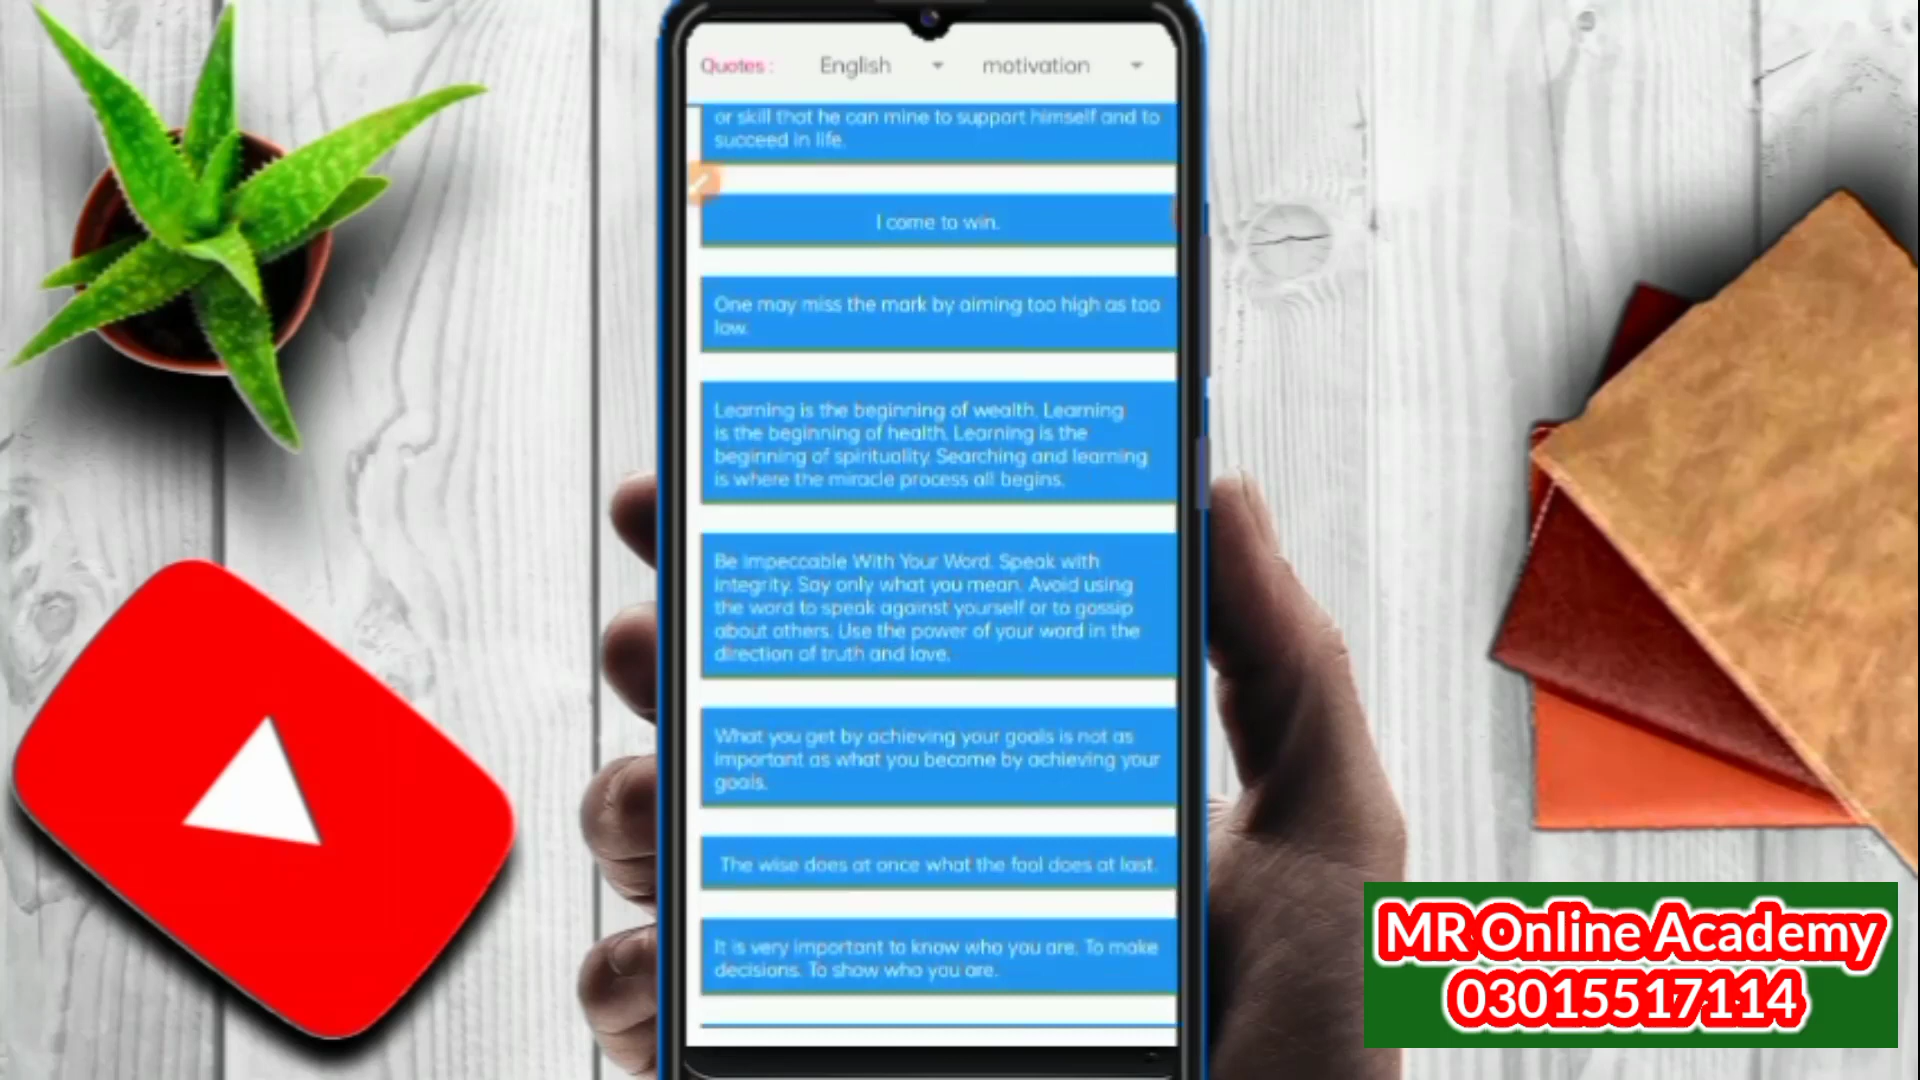 Quotes : English motivation
or skill that he can mine to support himself and to
succeed in life.
I come to win.
One may miss the mark by aiming too high as too
low.
Learning is the beginning of wealth. Learning
is the beginning of health. Learning is the
beginning of spirituality. Searching and learning
is where the miracle process all begins.
Be Impeccable With Your Word. Speak with
integrity. Say only what you mean. Avoid using
the word to speak against yourself or to gossip
about others. Use the power of your word in the
direction of truth and love.
What you get by achieving your goals is not as
important as what you become by achieving your
goals.
The wise does at once what the fool does at last.
It is very important to know who you are. To make
decisions. To show who you are.
MR Online Academy
03015517114